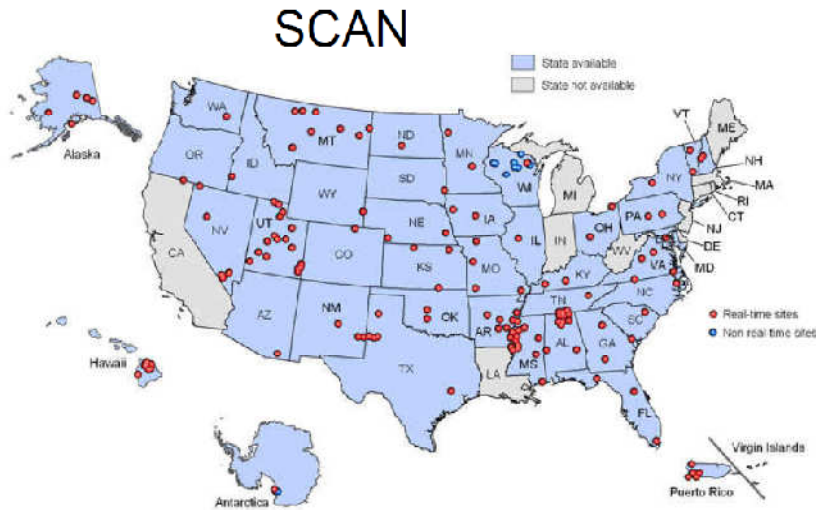 SCAN
State available
State not available
WA
MT
ND
MN
VT
ME
Alaska
OR
ID
WI
NH
SD
NY
MI
MA
WY
RI
PA
CT
NV
UT
NE
IA
OH
NJ
IL
IN
DE
CA
CO
WV
MD
VA
KS
MO
KY
NC
TN
AZ
NM
OK
AR
SC
Real-time sites
Non real-time sites
Hawaii
MS
AL
GA
TX
LA
FL
Virgin Islands
Antarctica
Puerto Rico